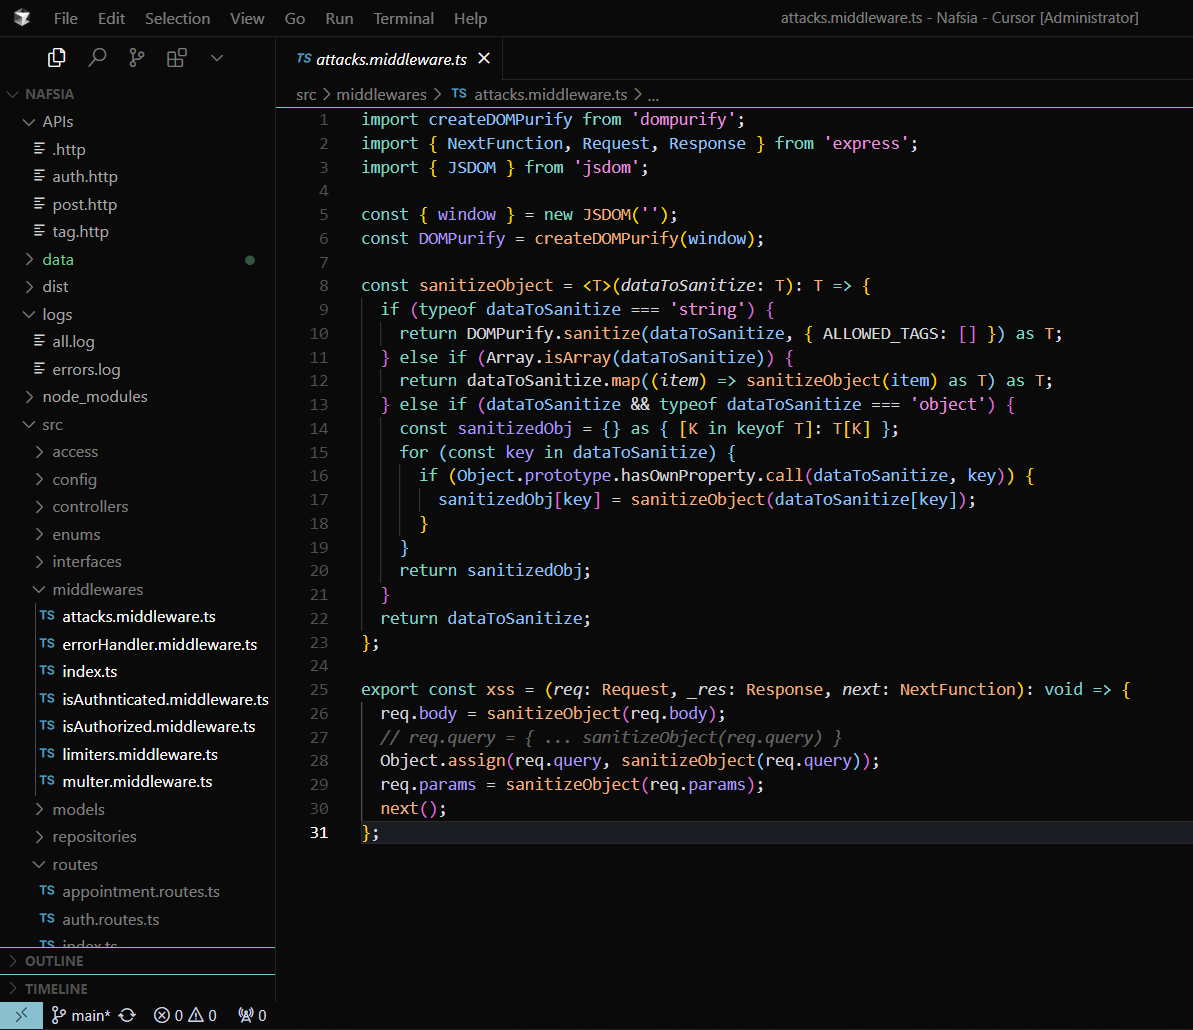 File Edit Selection View Go Run Terminal Help
attacks.middleware.ts - Nafsia - Cursor [Administrator]
NAFSIA
APIs
.http
auth.http
post.http
tag.http
data
dist
logs
all.log
errors.log
node_modules
src
access
config
controllers
enums
interfaces
middlewares
TS attacks.middleware.ts
TS errorHandler.middleware.ts
TS index.ts
TS isAuthnticated.middleware.ts
TS isAuthorized.middleware.ts
TS limiters.middleware.ts
TS multer.middleware.ts
models
repositories
routes
TS appointment.routes.ts
TS auth.routes.ts
TS index.ts
OUTLINE
TIMELINE
TS attacks.middleware.ts
src > middlewares > TS attacks.middleware.ts > ...
1 import createDOMPurify from 'dompurify';
2 import { NextFunction, Request, Response } from 'express';
3 import { JSDOM } from 'jsdom';
4
5 const { window } = new JSDOM('');
6 const DOMPurify = createDOMPurify(window);
7
8 const sanitizeObject = <T>(dataToSanitize: T): T => {
9 if (typeof dataToSanitize === 'string') {
10 return DOMPurify.sanitize(dataToSanitize, { ALLOWED_TAGS: [] }) as T;
11 } else if (Array.isArray(dataToSanitize)) {
12 return dataToSanitize.map((item) => sanitizeObject(item) as T) as T;
13 } else if (dataToSanitize && typeof dataToSanitize === 'object') {
14 const sanitizedObj = {} as { [K in keyof T]: T[K] };
15 for (const key in dataToSanitize) {
16 if (Object.prototype.hasOwnProperty.call(dataToSanitize, key)) {
17 sanitizedObj[key] = sanitizeObject(dataToSanitize[key]);
18 }
19 }
20 return sanitizedObj;
21 }
22 return dataToSanitize;
23 };
24
25 export const xss = (req: Request, _res: Response, next: NextFunction): void => {
26 req.body = sanitizeObject(req.body);
27 // req.query = { ... sanitizeObject(req.query) }
28 Object.assign(req.query, sanitizeObject(req.query));
29 req.params = sanitizeObject(req.params);
30 next();
31 };
main* 0 0 0